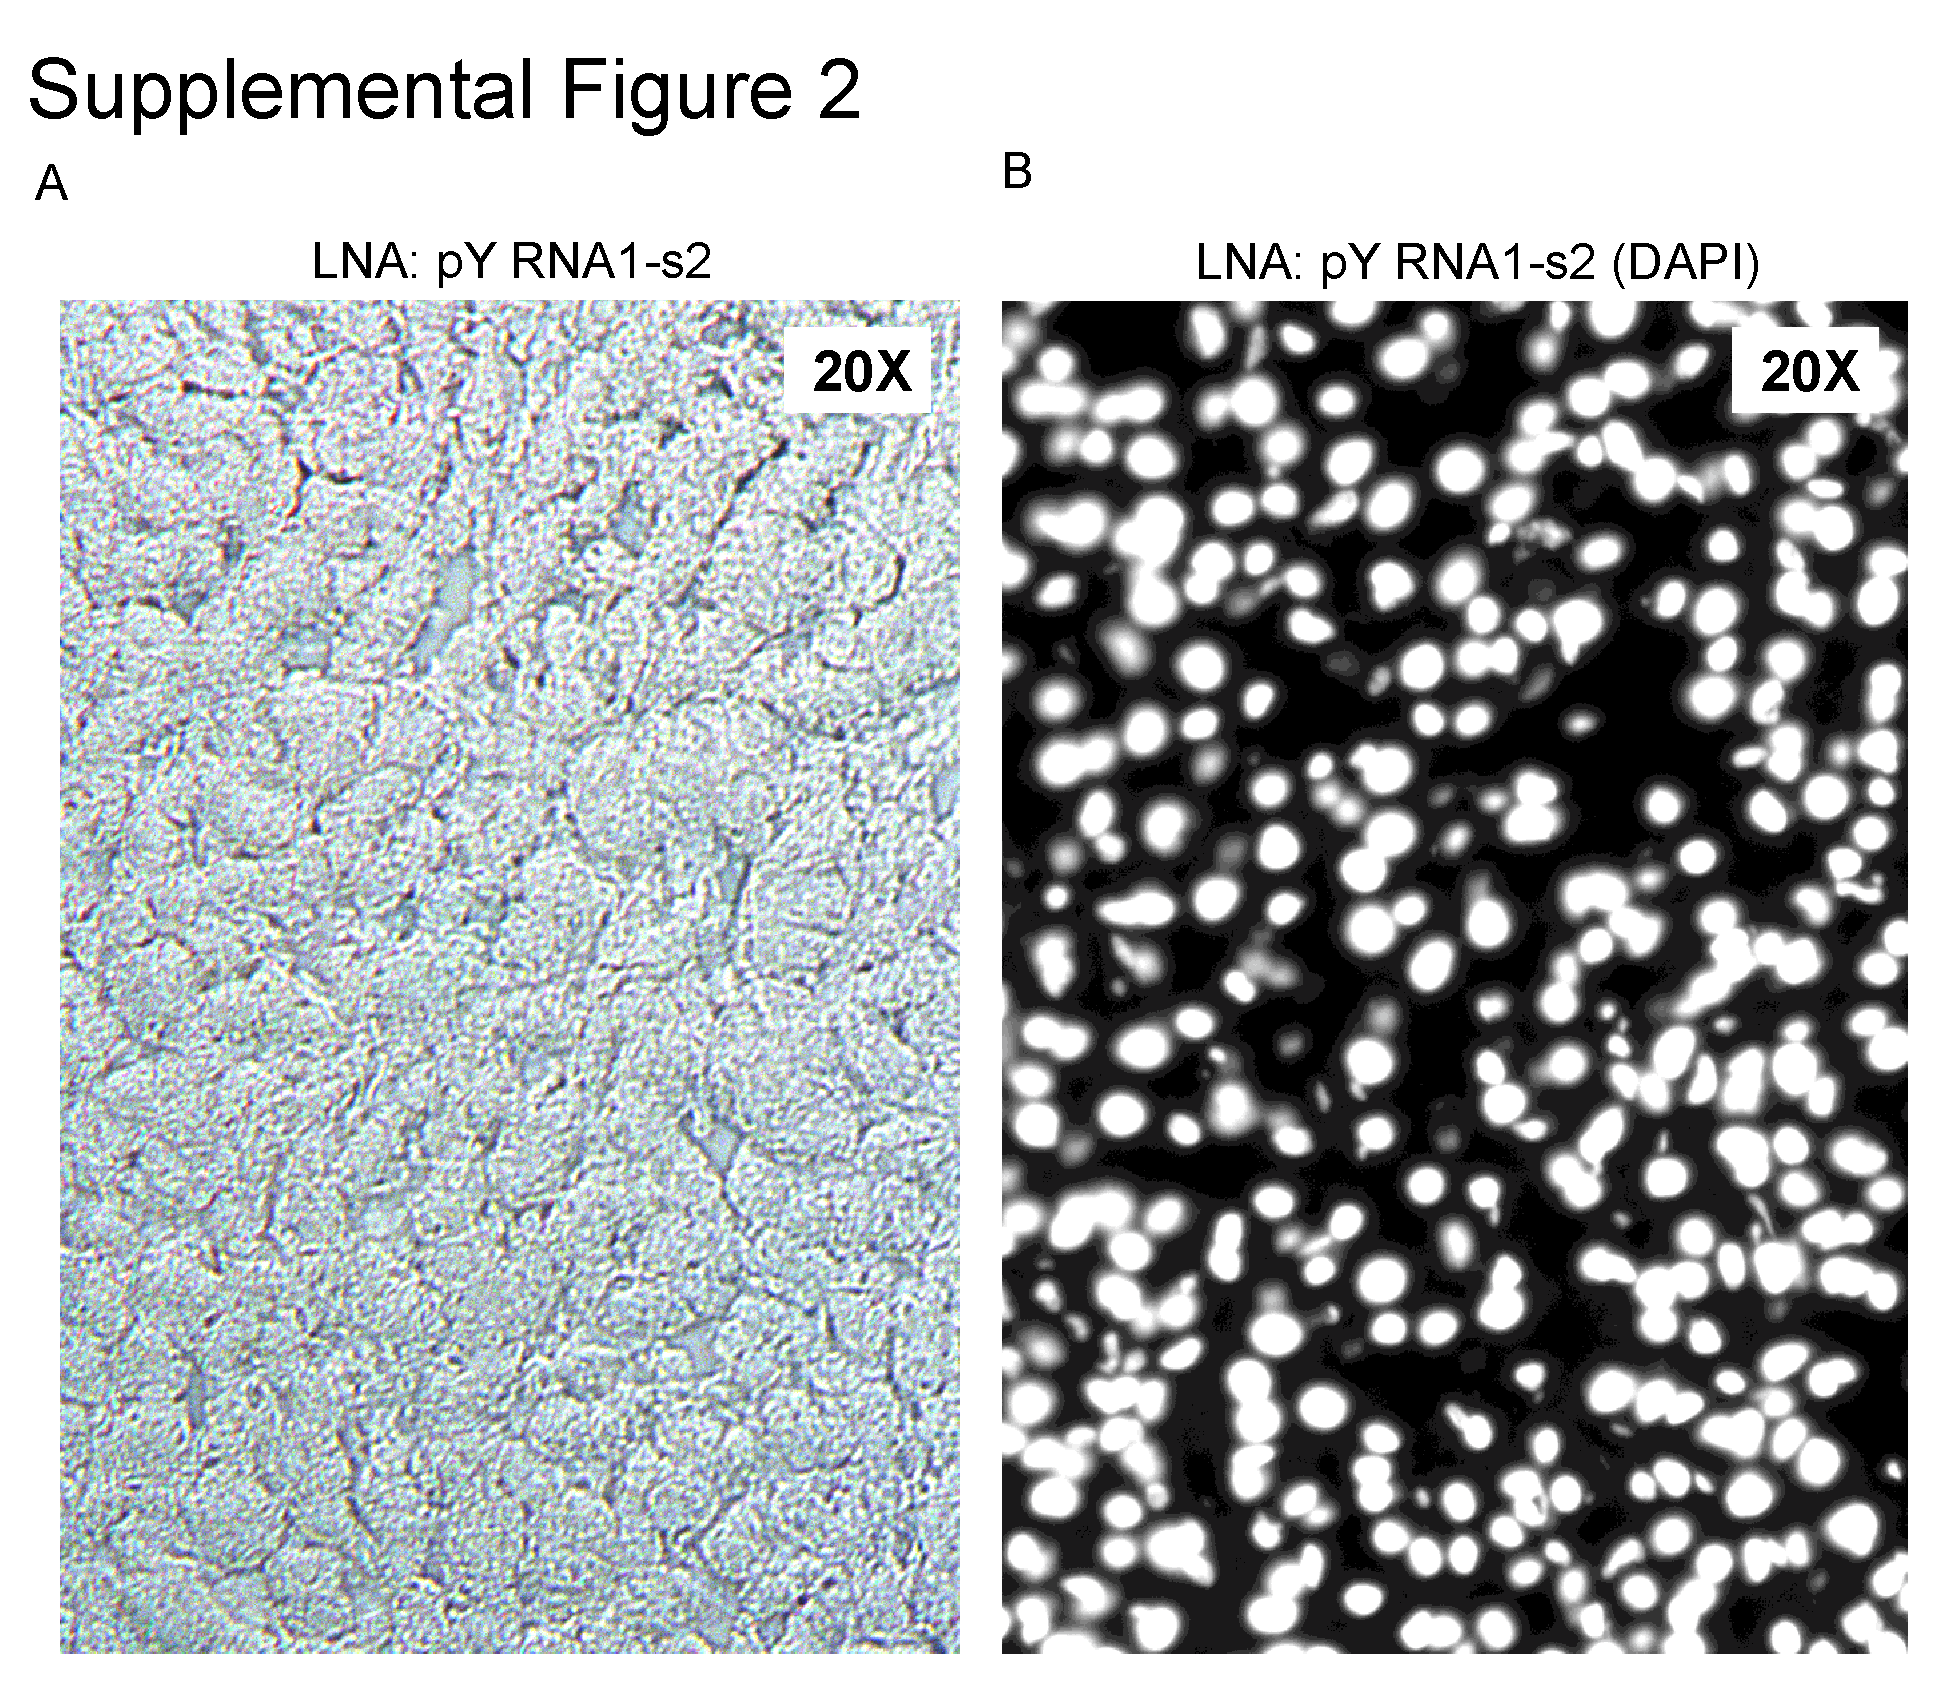 Supplemental Figure 2
A
B
LNA: pY RNA1-s2
LNA: pY RNA1-s2 (DAPI)
20X
20X